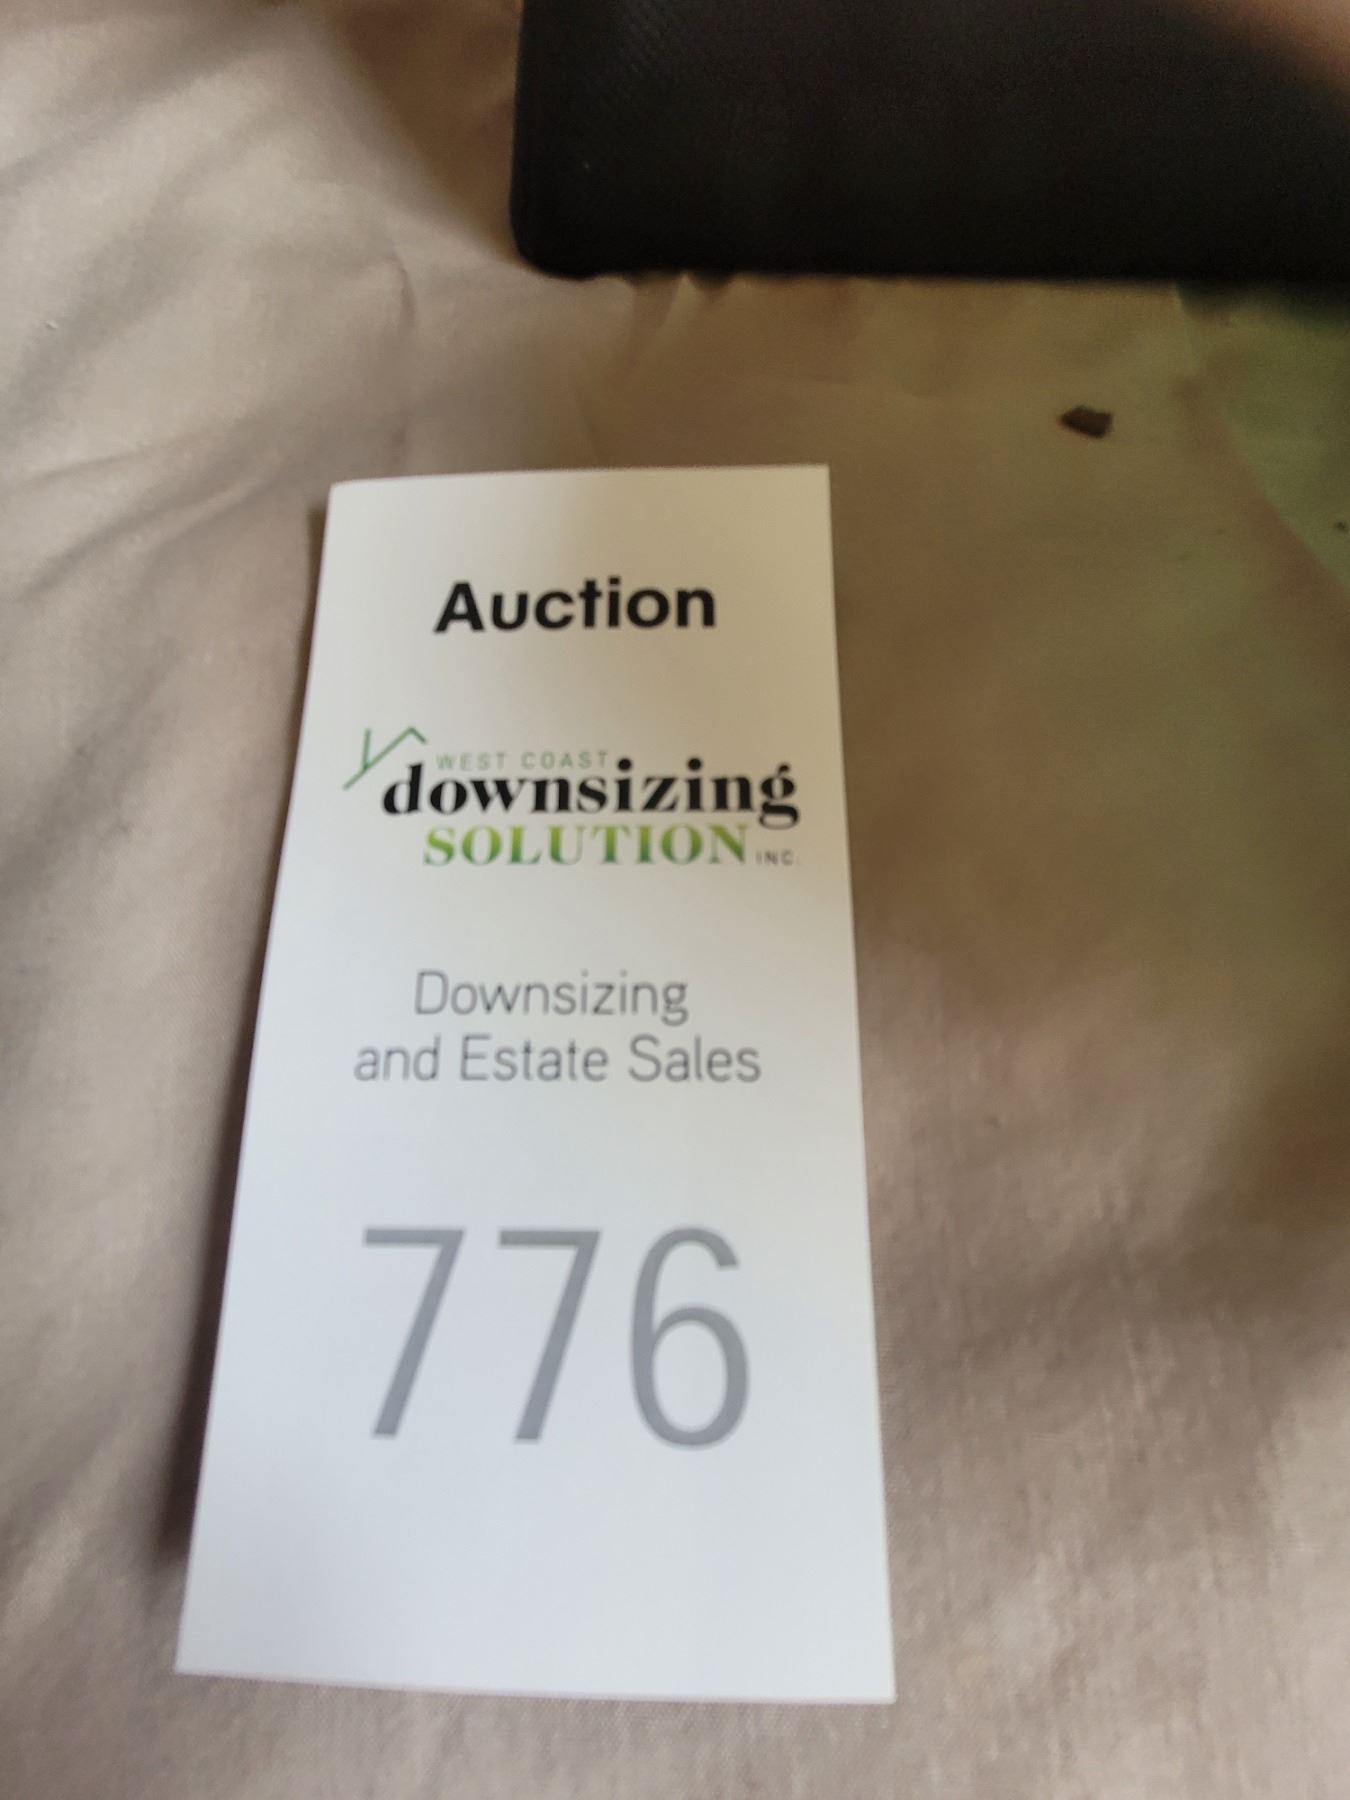 Auction
WEST COAST
downsizing
SOLUTION INC.
Downsizing
and Estate Sales
776